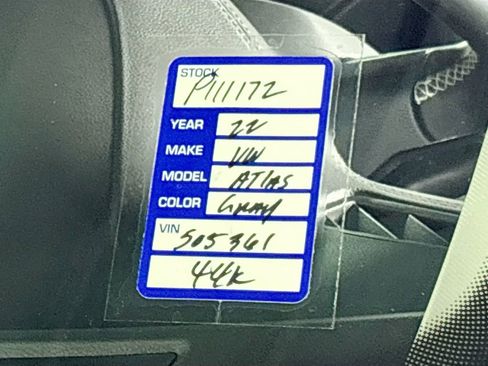 STOCK
P111172
YEAR 22
MAKE VW
MODEL ATLAS
COLOR GRAY
VIN
505361
44K